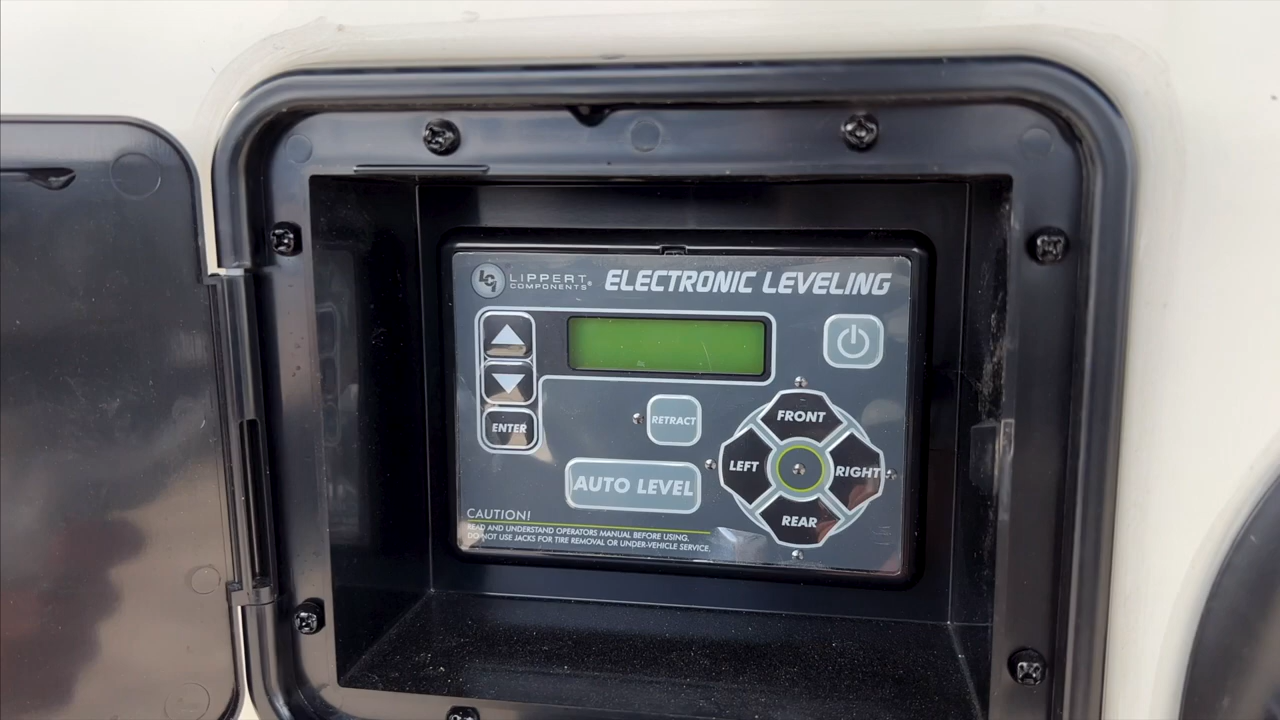 LCI LIPPERT COMPONENTS® ELECTRONIC LEVELING
ENTER
RETRACT
AUTO LEVEL
FRONT
LEFT
RIGHT
REAR
CAUTION!
READ AND UNDERSTAND OPERATORS MANUAL BEFORE USING.
DO NOT USE JACKS FOR TIRE REMOVAL OR UNDER-VEHICLE SERVICE.